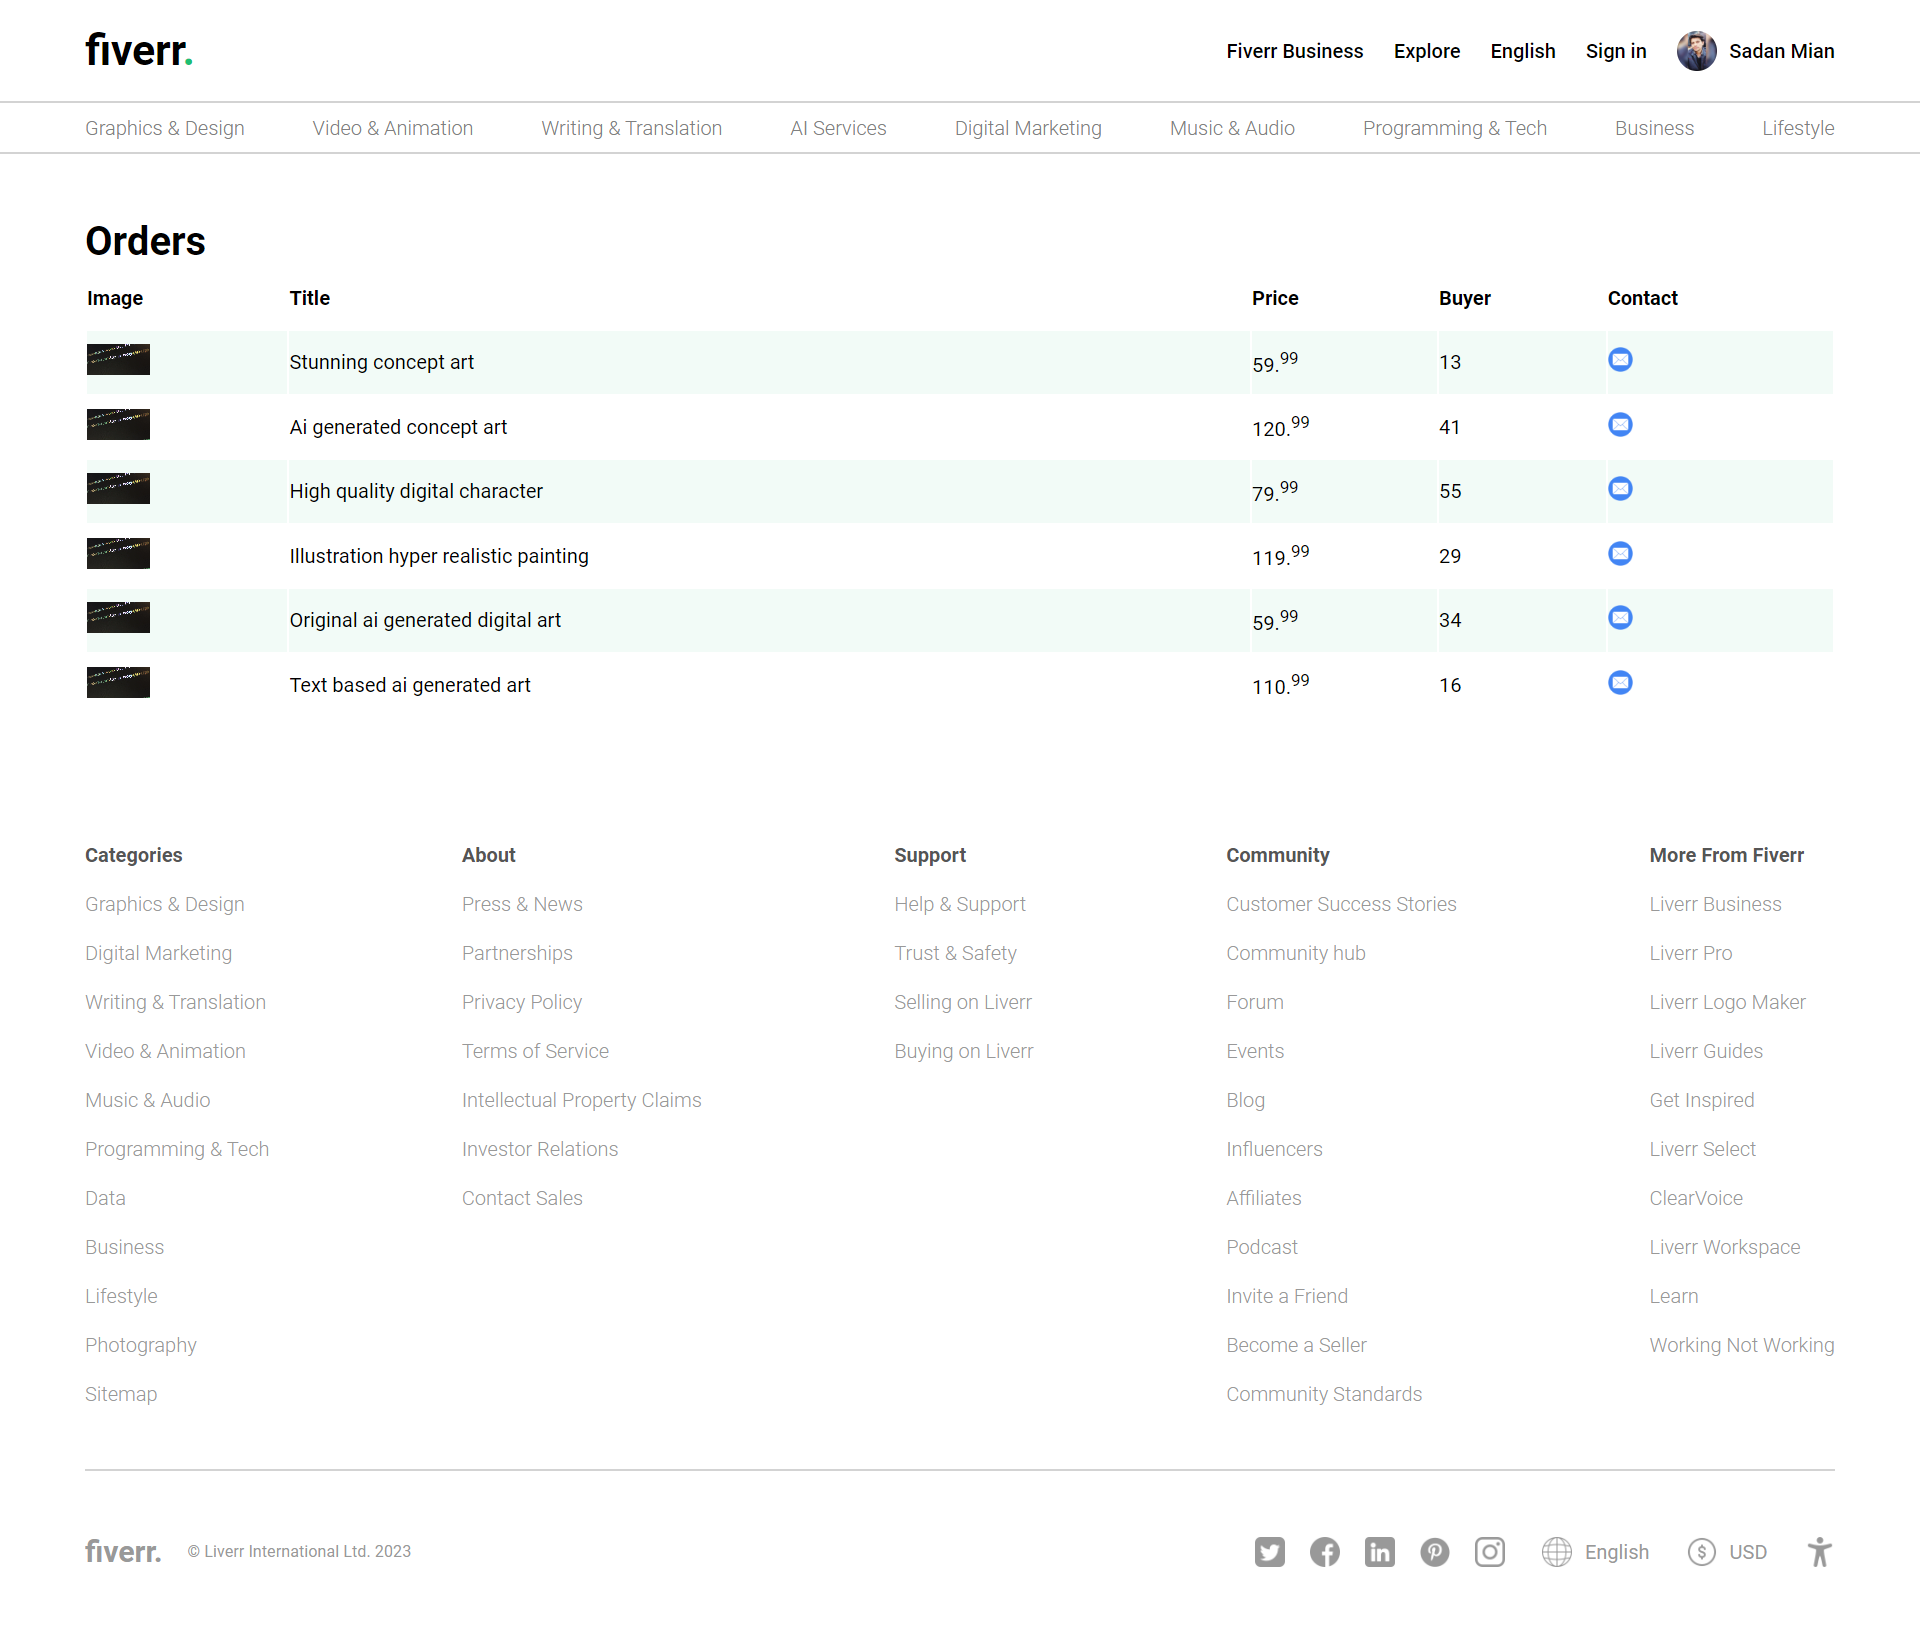 fiverr.
Fiverr Business Explore English Sign in Sadan Mian
Graphics & Design Video & Animation Writing & Translation AI Services Digital Marketing Music & Audio Programming & Tech Business Lifestyle
Orders
Image Title Price Buyer Contact
Stunning concept art 59.99 13
Ai generated concept art 120.99 41
High quality digital character 79.99 55
Illustration hyper realistic painting 119.99 29
Original ai generated digital art 59.99 34
Text based ai generated art 110.99 16
Categories
Graphics & Design
Digital Marketing
Writing & Translation
Video & Animation
Music & Audio
Programming & Tech
Data
Business
Lifestyle
Photography
Sitemap
About
Press & News
Partnerships
Privacy Policy
Terms of Service
Intellectual Property Claims
Investor Relations
Contact Sales
Support
Help & Support
Trust & Safety
Selling on Liverr
Buying on Liverr
Community
Customer Success Stories
Community hub
Forum
Events
Blog
Influencers
Affiliates
Podcast
Invite a Friend
Become a Seller
Community Standards
More From Fiverr
Liverr Business
Liverr Pro
Liverr Logo Maker
Liverr Guides
Get Inspired
Liverr Select
ClearVoice
Liverr Workspace
Learn
Working Not Working
fiverr. © Liverr International Ltd. 2023
English USD